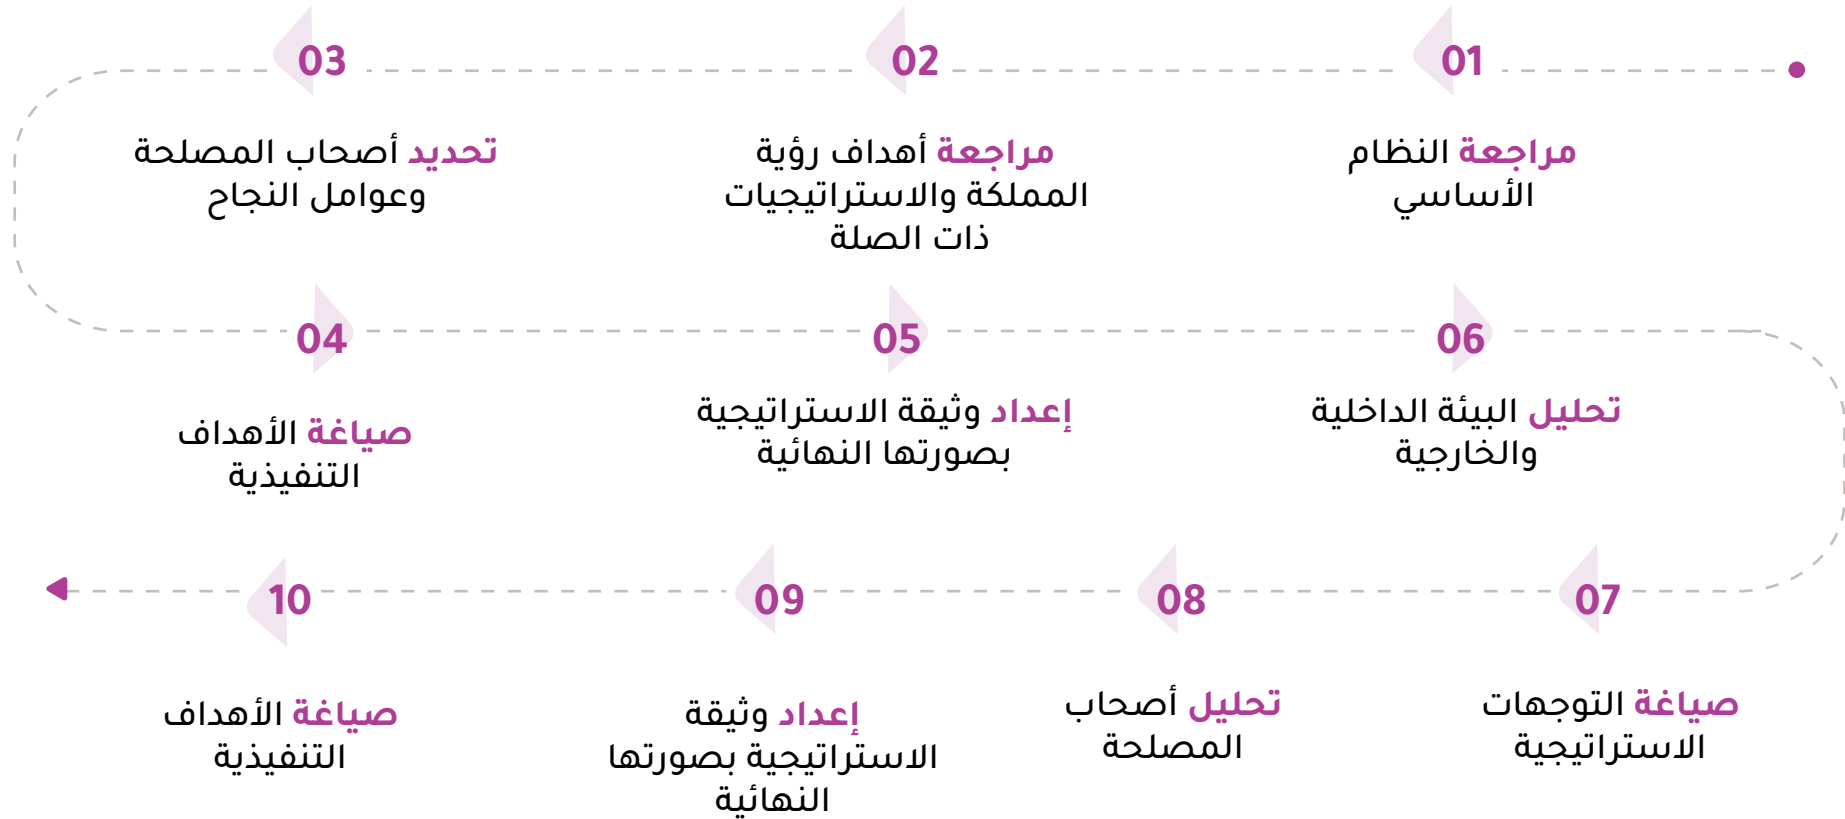 01
مراجعة النظام
الأساسي
02
مراجعة أهداف رؤية
المملكة والاستراتيجيات
ذات الصلة
03
تحديد أصحاب المصلحة
وعوامل النجاح
04
صياغة الأهداف
التنفيذية
05
إعداد وثيقة الاستراتيجية
بصورتها النهائية
06
تحليل البيئة الداخلية
والخارجية
07
صياغة التوجهات
الاستراتيجية
08
تحليل أصحاب
المصلحة
09
إعداد وثيقة
الاستراتيجية بصورتها
النهائية
10
صياغة الأهداف
التنفيذية